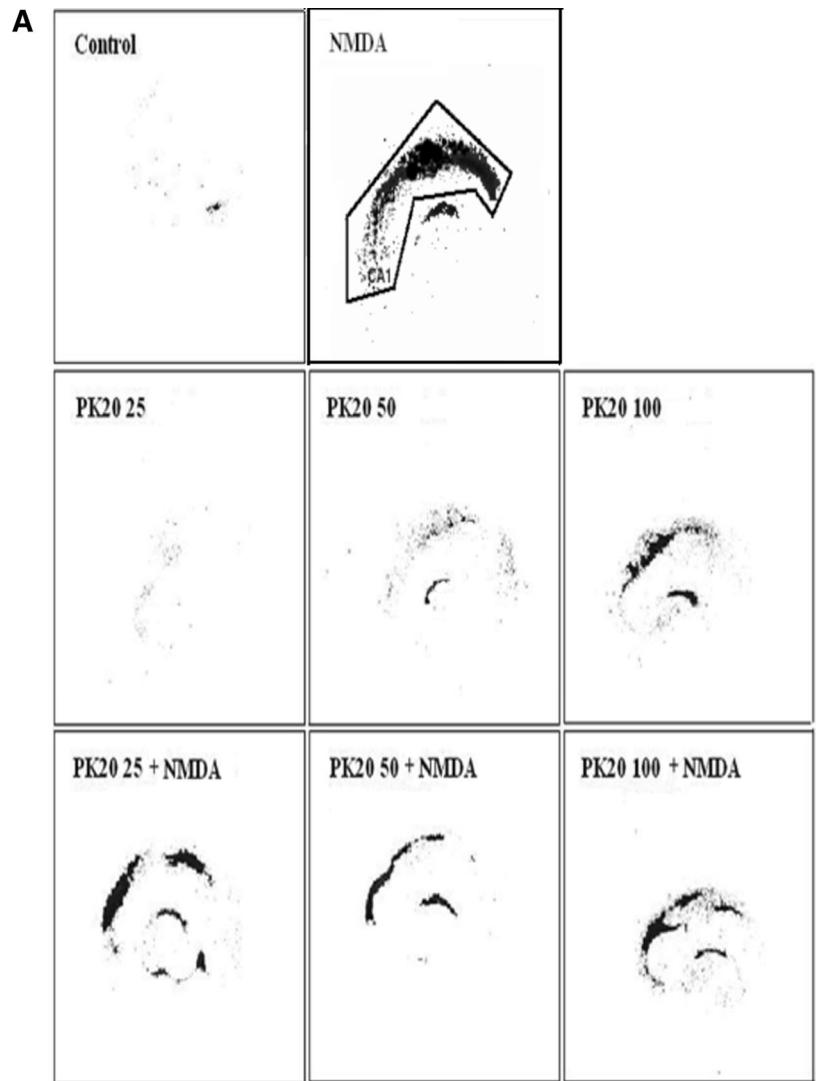 A
Control
NMDA
CA1
PK20 25
PK20 50
PK20 100
PK20 25 + NMDA
PK20 50 + NMDA
PK20 100 + NMDA